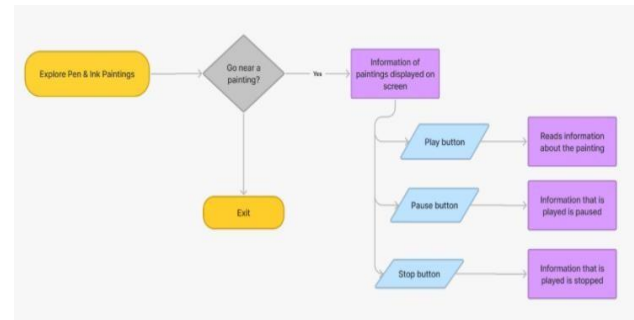 Explore Pen & Ink Paintings
Go near a
painting?
Yes
Information of
paintings displayed on
screen
Play button
Reads information
about the painting
Pause button
Information that is
played is paused
Exit
Stop button
Information that is
played is stopped